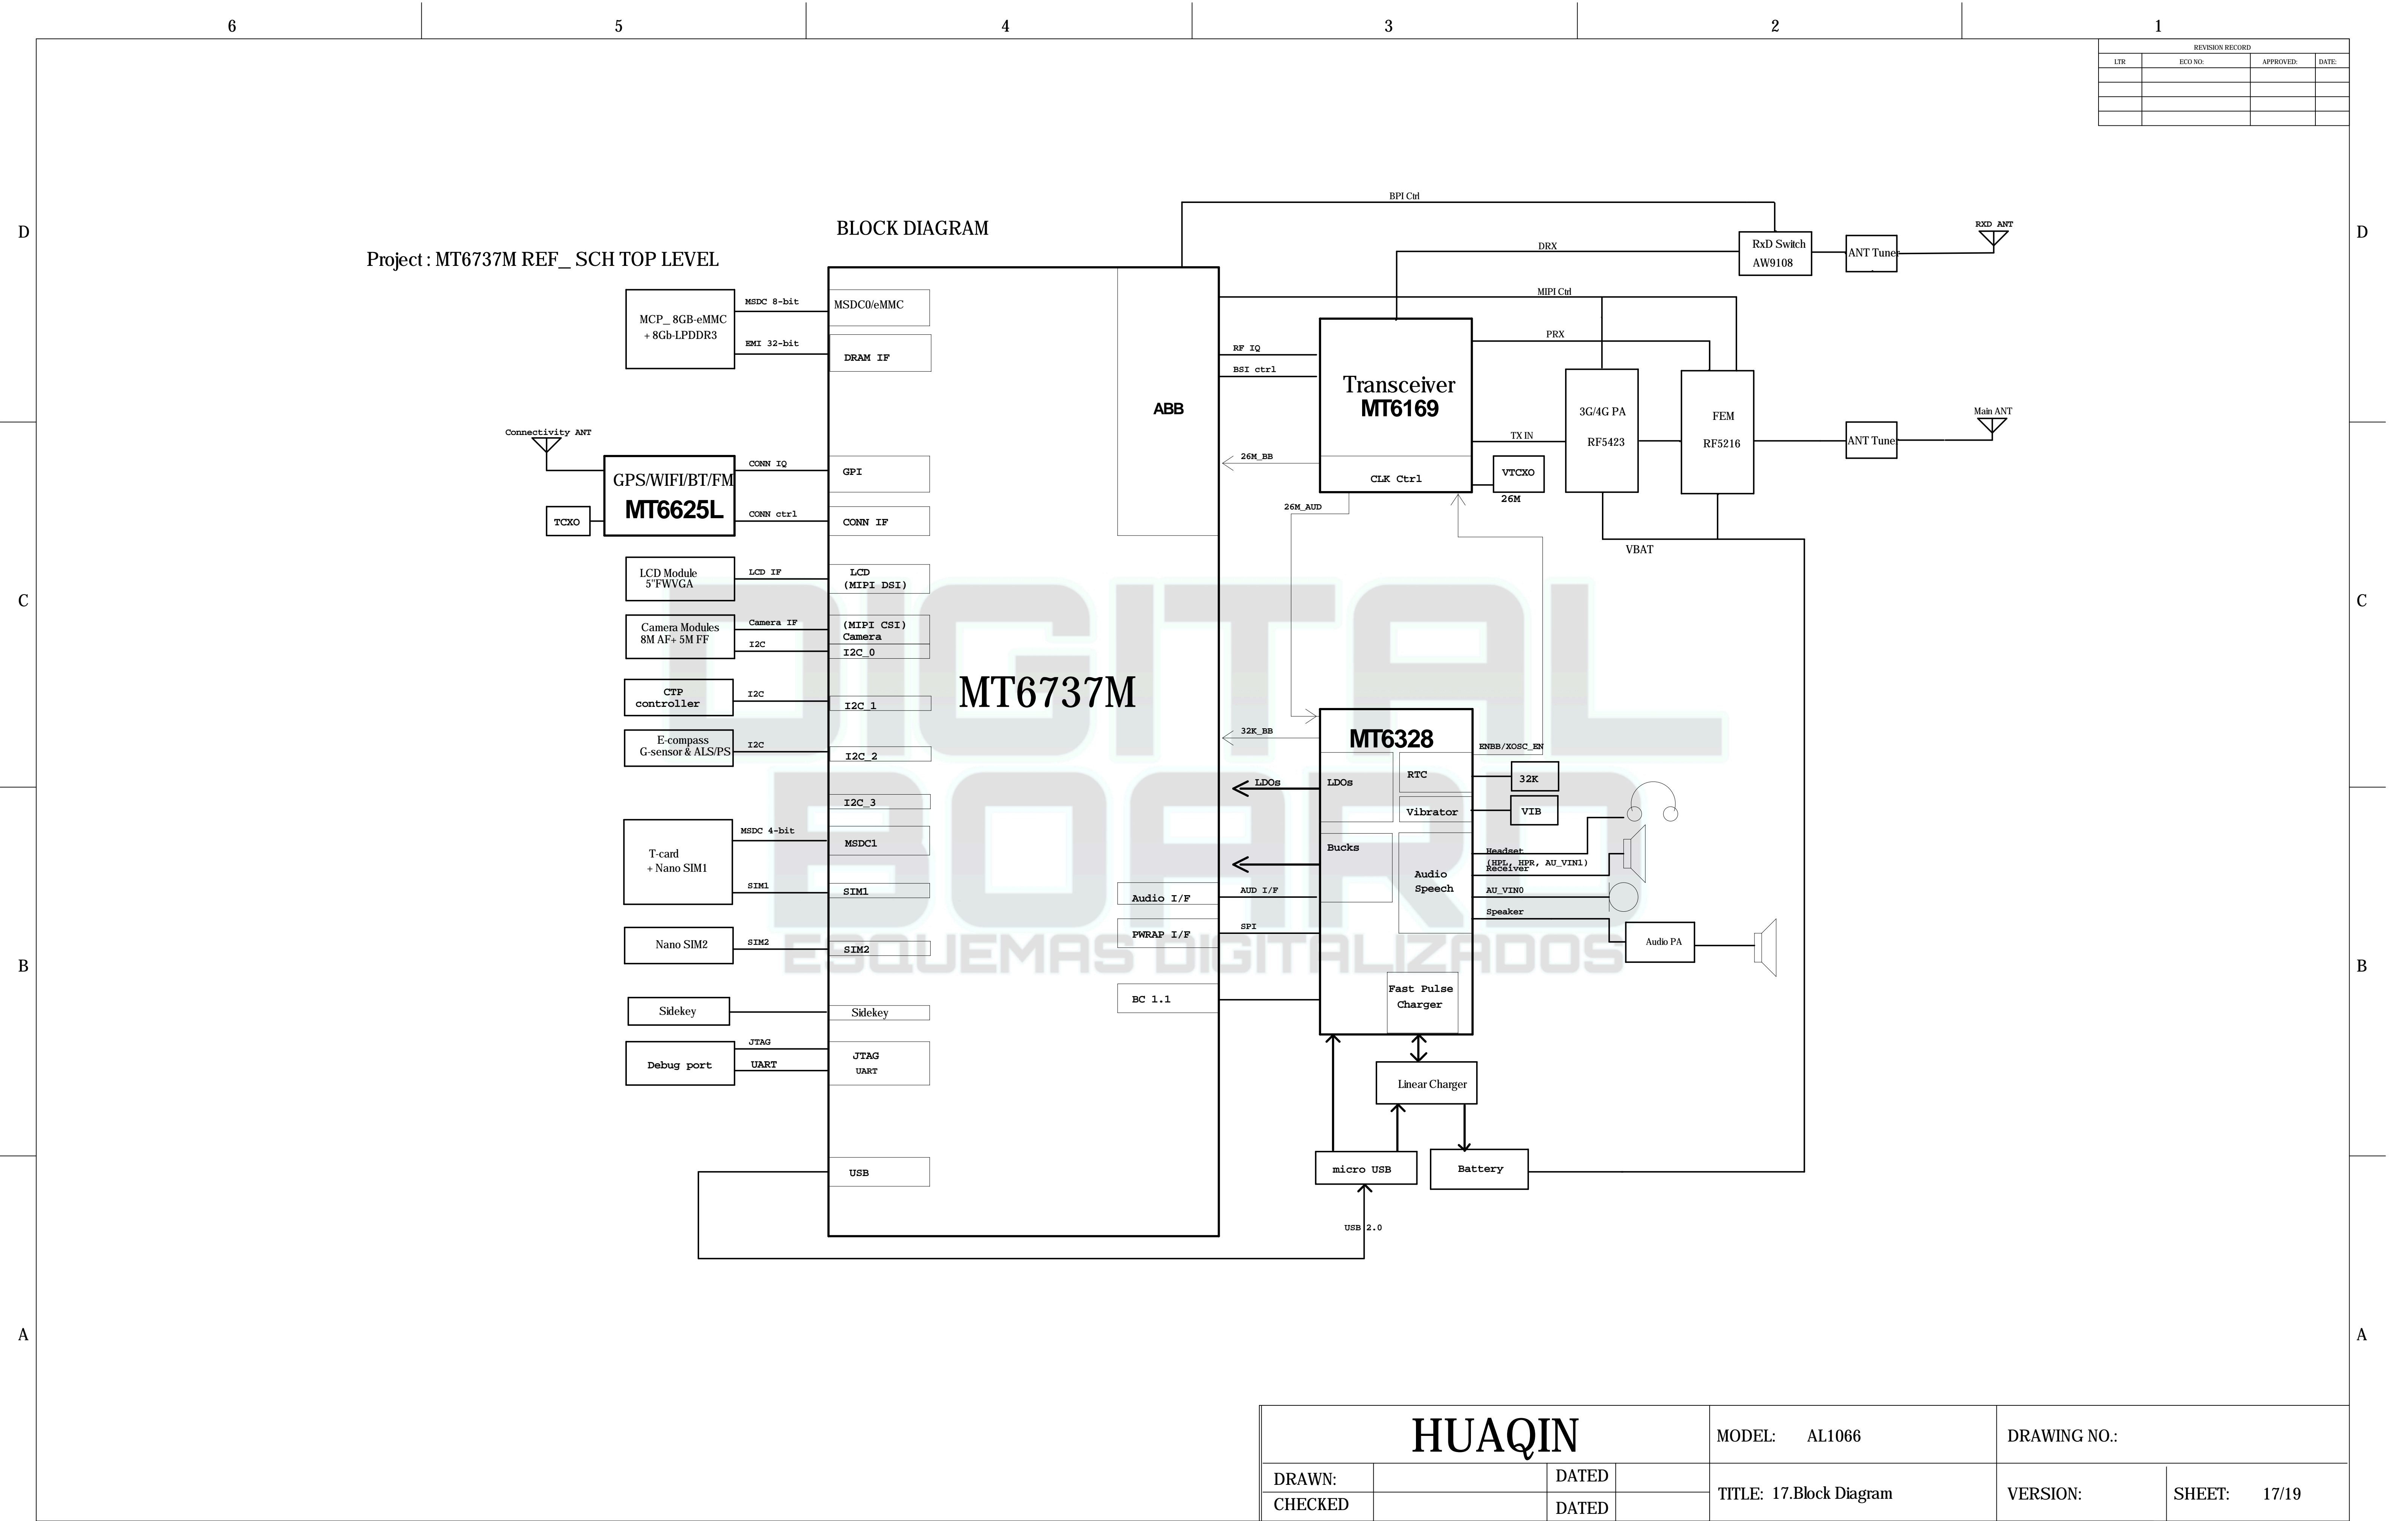 6 5 4 3 2 1
REVISION RECORD
LTR ECO NO: APPROVED: DATE:
D D
C C
B B
A A
BLOCK DIAGRAM
Project : MT6737M REF_ SCH TOP LEVEL
BPI Ctrl
DRX
RxD Switch
AW9108
ANT Tuner
RXD ANT
MIPI Ctrl
PRX
MCP_ 8GB-eMMC
+ 8Gb-LPDDR3
MSDC 8-bit
MSDC0/eMMC
EMI 32-bit
DRAM IF
ABB
RF IQ
BSI ctrl
Transceiver
MT6169
CLK Ctrl
26M_BB
26M_AUD
TX IN
VTCXO
26M
3G/4G PA
RF5423
FEM
RF5216
ANT Tuner
Main ANT
VBAT
Connectivity ANT
GPS/WIFI/BT/FM
MT6625L
TCXO
CONN IQ
GPI
CONN ctrl
CONN IF
LCD Module
5"FWVGA
LCD IF
LCD
(MIPI DSI)
Camera Modules
8M AF+ 5M FF
Camera IF
I2C
(MIPI CSI)
Camera
I2C_0
CTP
controller
I2C
I2C_1
E-compass
G-sensor & ALS/PS
I2C
I2C_2
I2C_3
MT6737M
T-card
+ Nano SIM1
MSDC 4-bit
MSDC1
SIM1
SIM1
Nano SIM2
SIM2
SIM2
Sidekey
Sidekey
Debug port
JTAG
UART
JTAG
UART
USB
Audio I/F
PWRAP I/F
BC 1.1
32K_BB
LDOs
AUD I/F
SPI
MT6328
LDOs
Bucks
RTC
Vibrator
Audio
Speech
Fast Pulse
Charger
ENBB/XOSC_EN
32K
VIB
Headset
(HPL, HPR, AU_VIN1)
Receiver
AU_VIN0
Speaker
Audio PA
Linear Charger
micro USB
Battery
USB 2.0
DIGITAL
BOARD
ESQUEMAS DIGITALIZADOS
HUAQIN
MODEL: AL1066
DRAWING NO.:
DRAWN: DATED
CHECKED DATED
TITLE: 17.Block Diagram
VERSION:
SHEET: 17/19